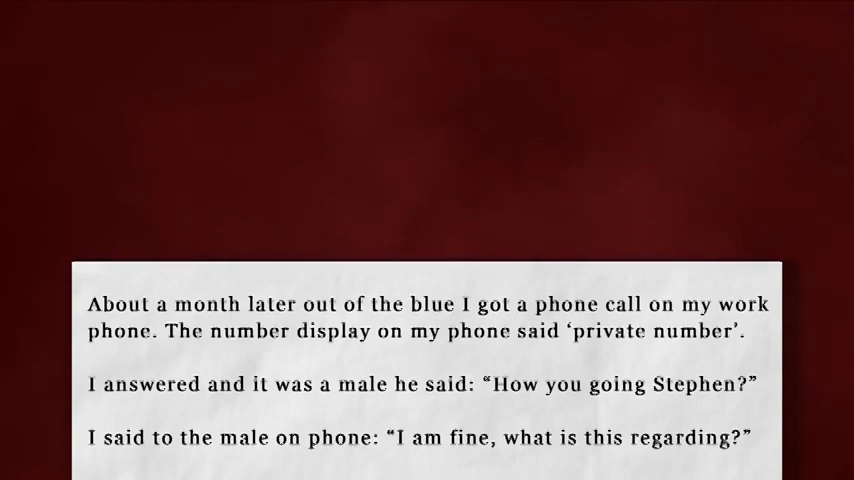 About a month later out of the blue I got a phone call on my work
phone. The number display on my phone said ‘private number’.
I answered and it was a male he said: “How you going Stephen?”
I said to the male on phone: “I am fine, what is this regarding?”